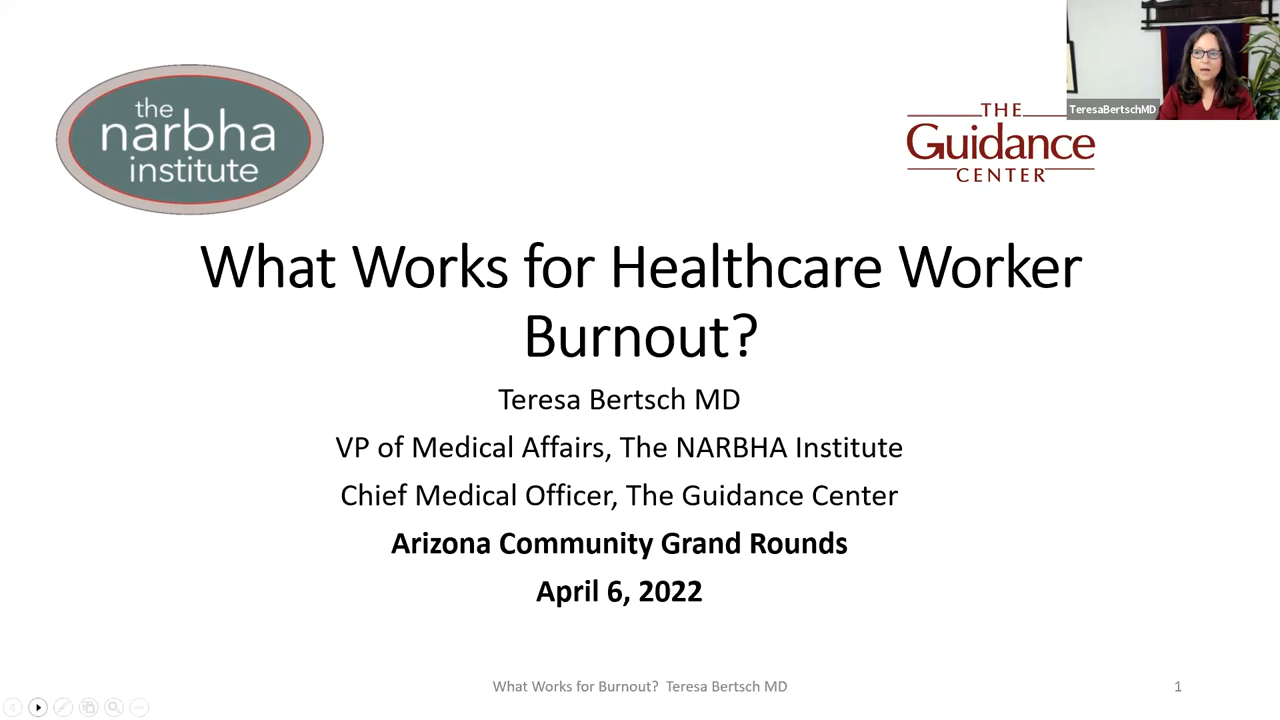 the
narbha
institute
THE
Guidance
CENTER
TeresaBertschMD
What Works for Healthcare Worker
Burnout?
Teresa Bertsch MD
VP of Medical Affairs, The NARBHA Institute
Chief Medical Officer, The Guidance Center
Arizona Community Grand Rounds
April 6, 2022
What Works for Burnout? Teresa Bertsch MD
1